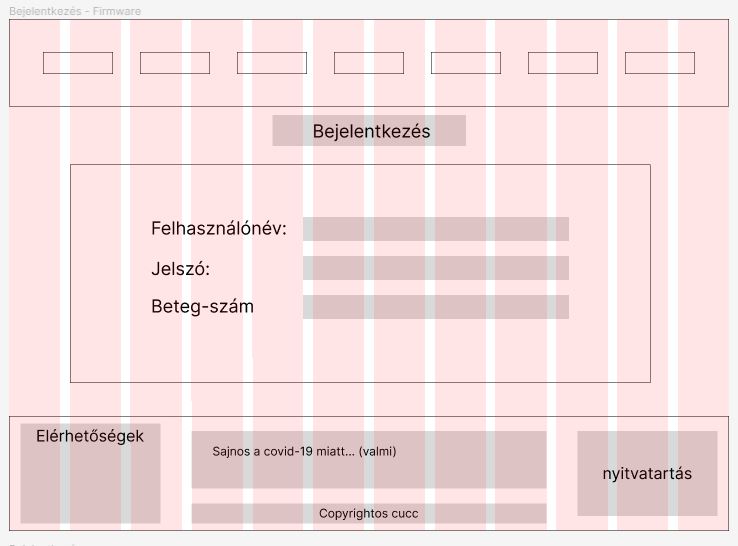 Bejelentkezés - Firmware
Bejelentkezés
Felhasználónév:
Jelszó:
Beteg-szám
Elérhetőségek
Sajnos a covid-19 miatt... (valmi)
nyitvatartás
Copyrightos cucc